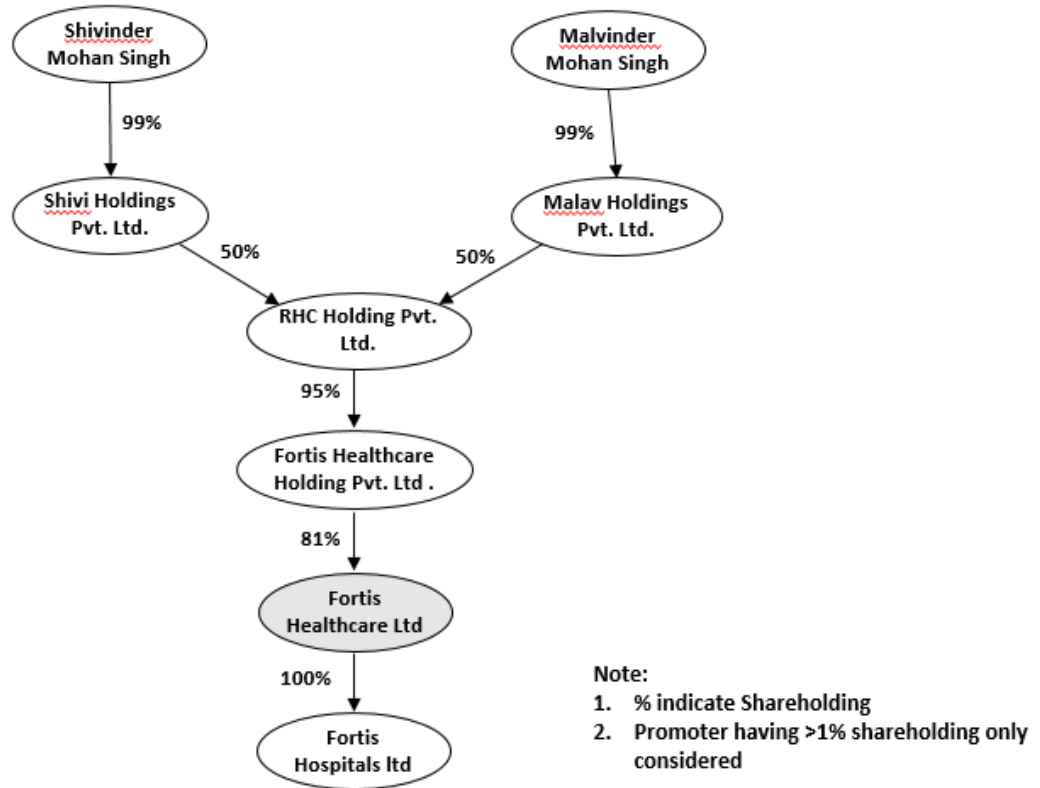 Shivinder
Mohan Singh
Malvinder
Mohan Singh
99%
99%
Shivi Holdings
Pvt. Ltd.
Malav Holdings
Pvt. Ltd.
50%
50%
RHC Holding Pvt.
Ltd.
95%
Fortis Healthcare
Holding Pvt. Ltd .
81%
Fortis
Healthcare Ltd
100%
Fortis
Hospitals ltd
Note:
1. % indicate Shareholding
2. Promoter having >1% shareholding only
considered